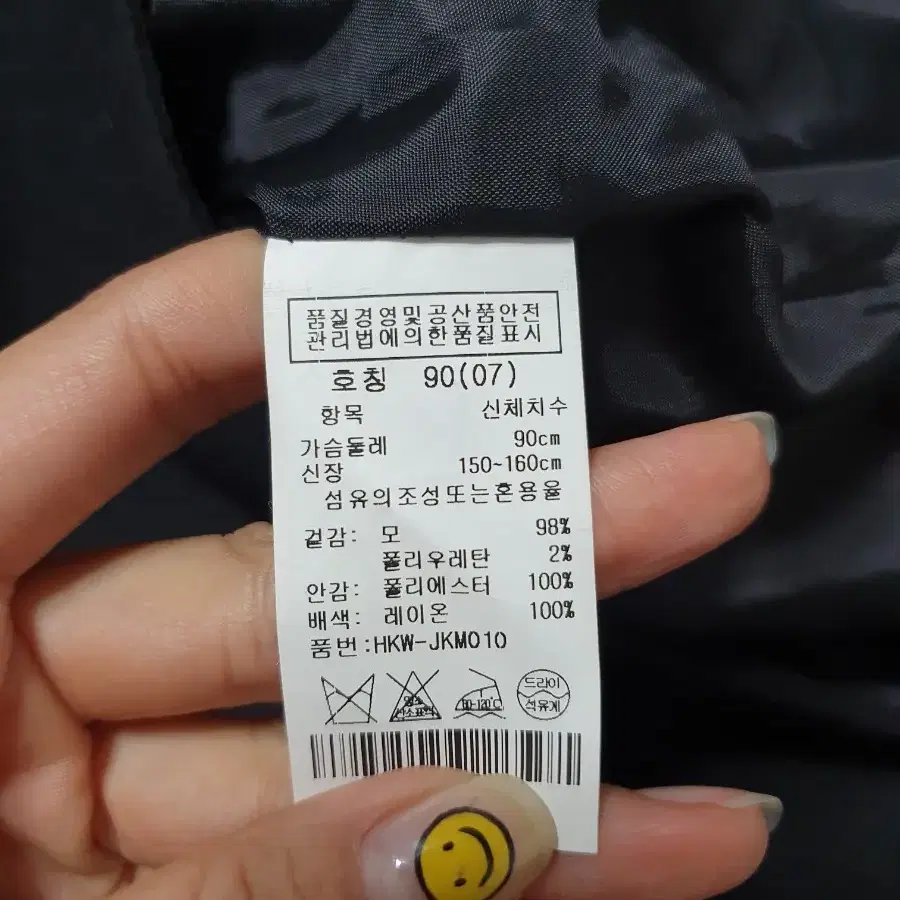 품질경영및공산품안전
관리법에의한품질표시
호칭 90(07)
항목 신체치수
가슴둘레 90cm
신장 150~160cm
섬유의조성또는혼용율
겉감: 모 98%
폴리우레탄 2%
안감: 폴리에스터 100%
배색: 레이온 100%
품번:HKW-JKM010
드라이
석유계